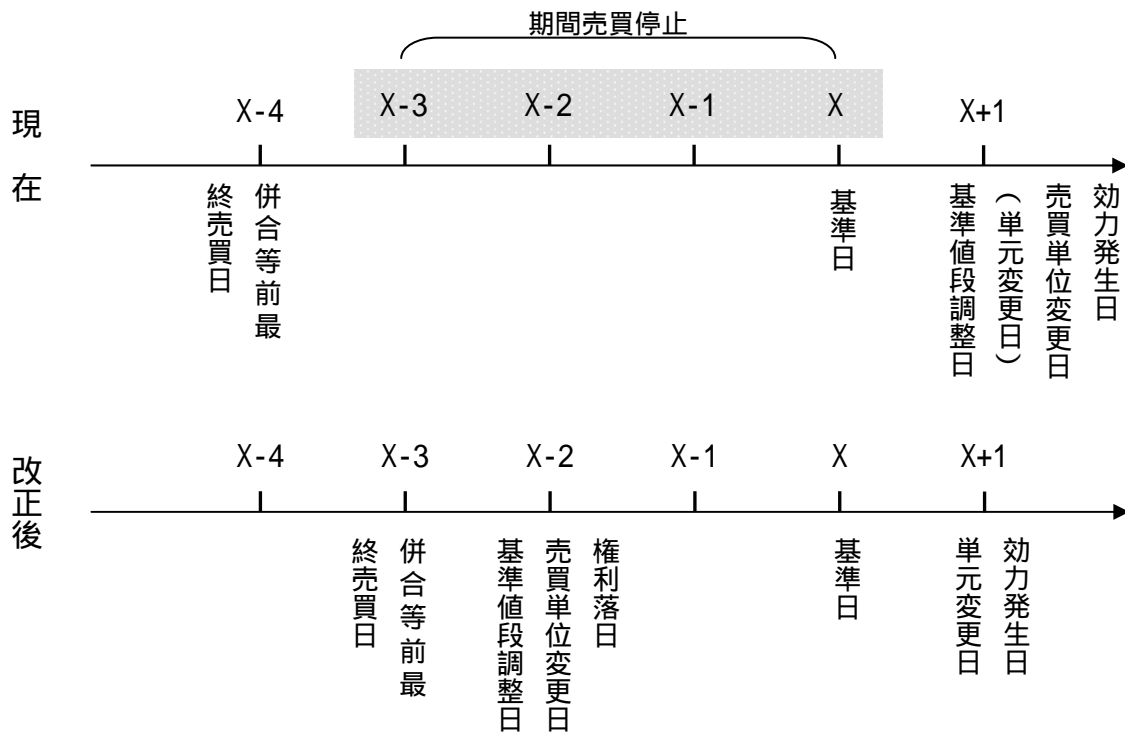 期間売買停止
現在
X-4 X-3 X-2 X-1 X X+1
併合等前最
終売買日
基準日
効力発生日
売買単位変更日
(単元変更日)
基準値段調整日
改正後
X-4 X-3 X-2 X-1 X X+1
併合等前最
終売買日
権利落日
売買単位変更日
基準値段調整日
基準日
効力発生日
単元変更日